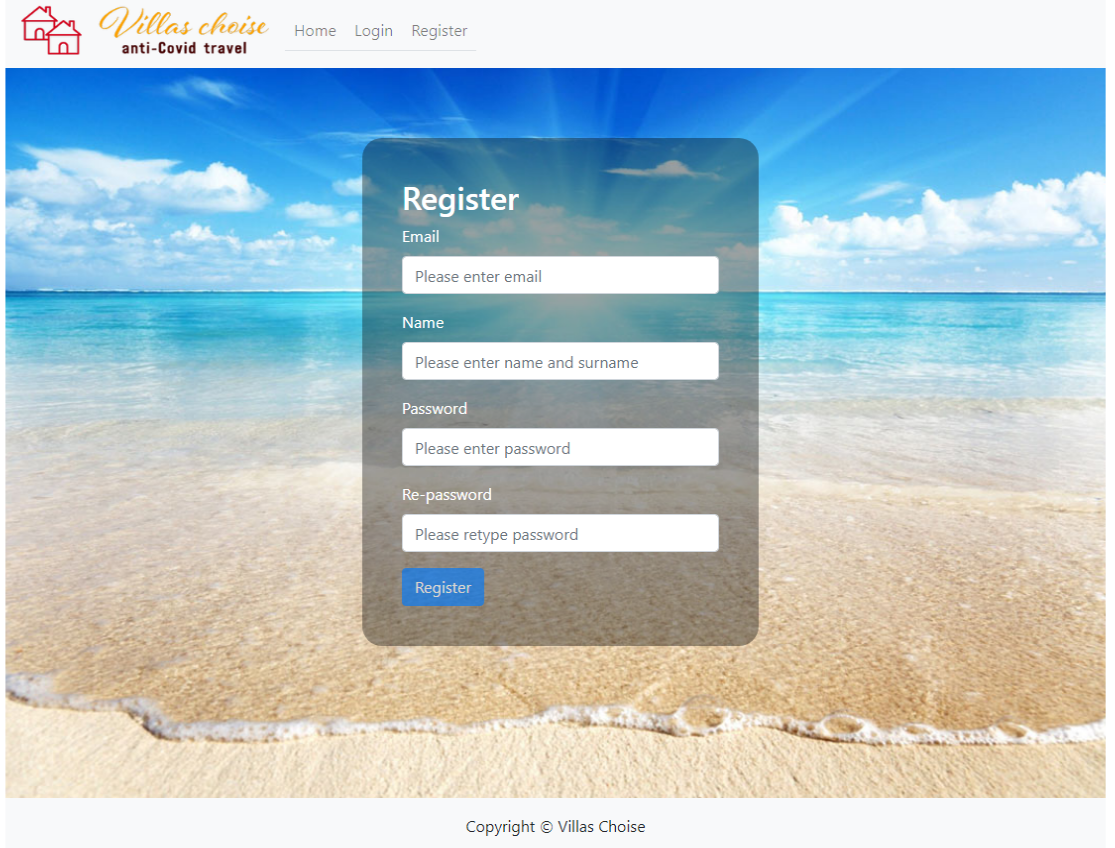 Villas choise
anti-Covid travel
Home Login Register
Register
Email
Please enter email
Name
Please enter name and surname
Password
Please enter password
Re-password
Please retype password
Register
Copyright © Villas Choise